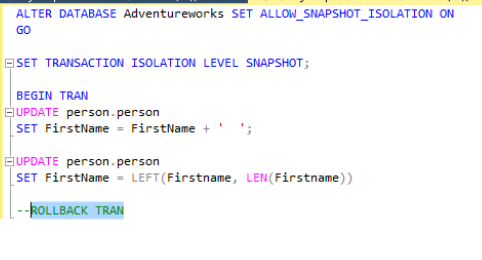 ALTER DATABASE Adventureworks SET ALLOW_SNAPSHOT_ISOLATION ON
GO
SET TRANSACTION ISOLATION LEVEL SNAPSHOT;
BEGIN TRAN
UPDATE person.person
SET FirstName = FirstName + '  ';
UPDATE person.person
SET FirstName = LEFT(Firstname, LEN(Firstname))
--ROLLBACK TRAN